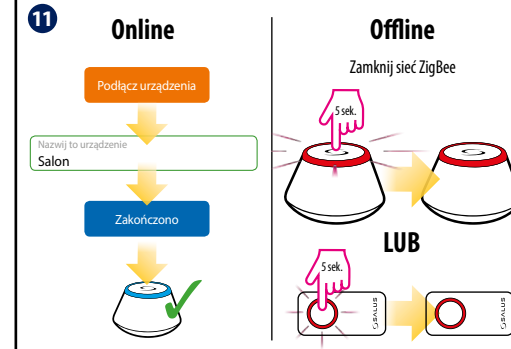 11
Online
Podłącz urządzenia
Nazwij to urządzenie
Salon
Zakończono
Offline
Zamknij sieć ZigBee
5 sek.
LUB
5 sek.
SALUS
SALUS